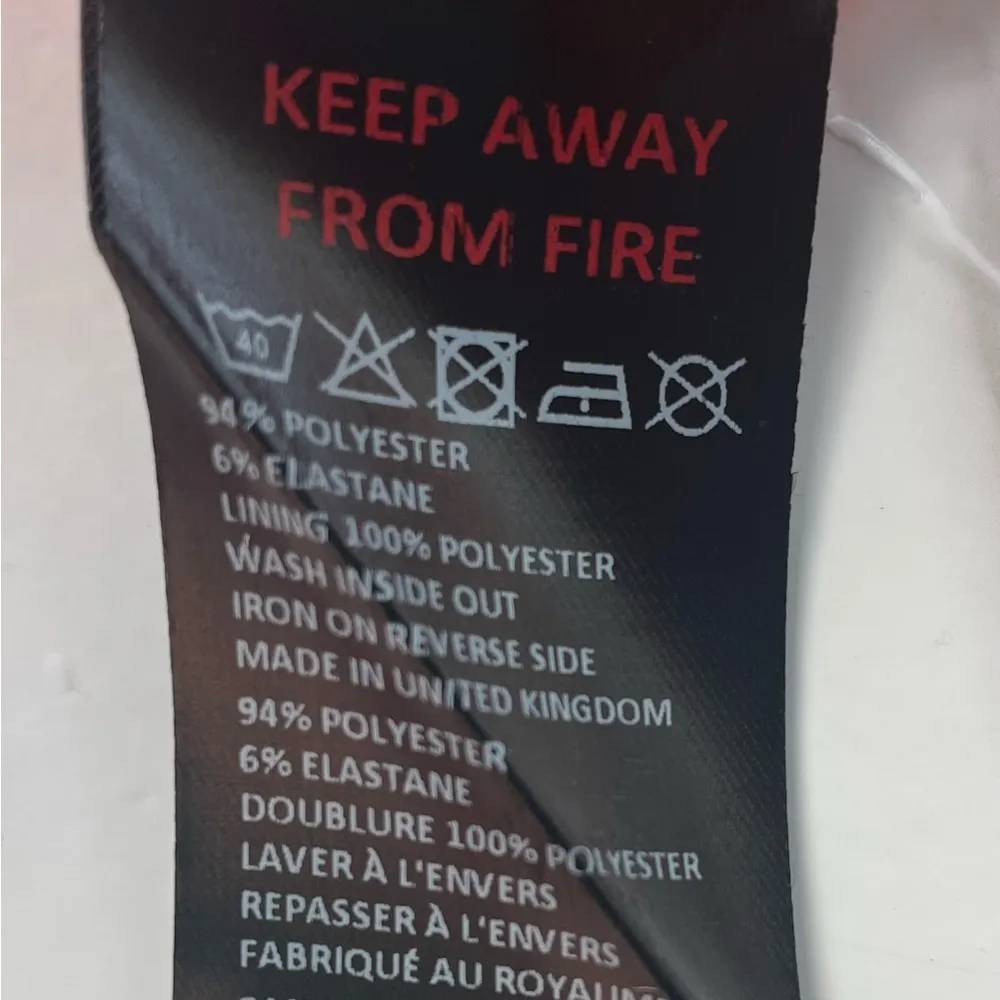 KEEP AWAY
FROM FIRE
40
94% POLYESTER
6% ELASTANE
LINING 100% POLYESTER
WASH INSIDE OUT
IRON ON REVERSE SIDE
MADE IN UNITED KINGDOM
94% POLYESTER
6% ELASTANE
DOUBLURE 100% POLYESTER
LAVER À L'ENVERS
REPASSER À L'ENVERS
FABRIQUÉ AU